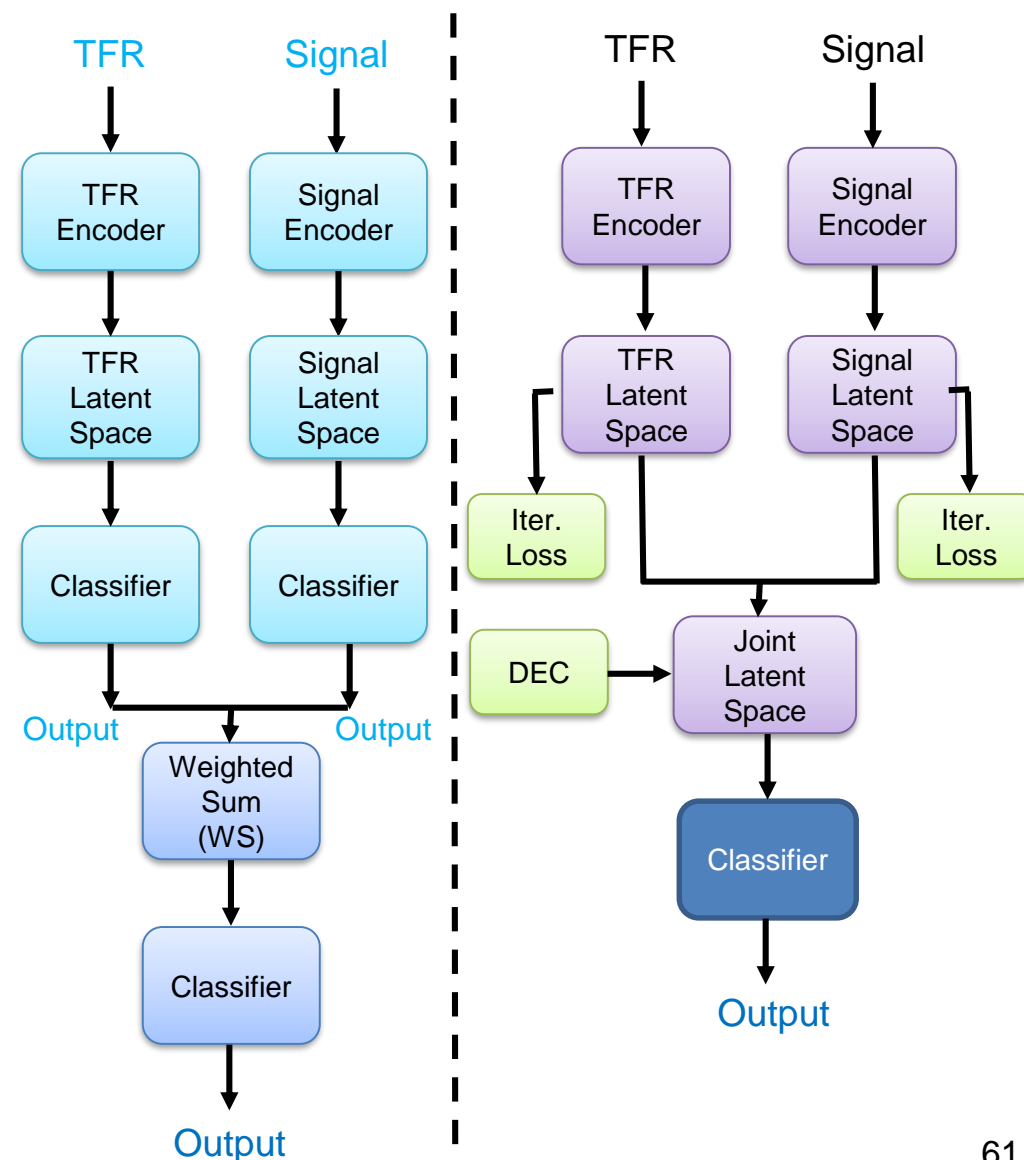 TFR
Signal
TFR
Encoder
Signal
Encoder
TFR
Latent
Space
Signal
Latent
Space
Classifier
Classifier
Output
Output
Weighted
Sum
(WS)
Classifier
Output
TFR
Signal
TFR
Encoder
Signal
Encoder
TFR
Latent
Space
Signal
Latent
Space
Iter.
Loss
Iter.
Loss
DEC
Joint
Latent
Space
Classifier
Output
61